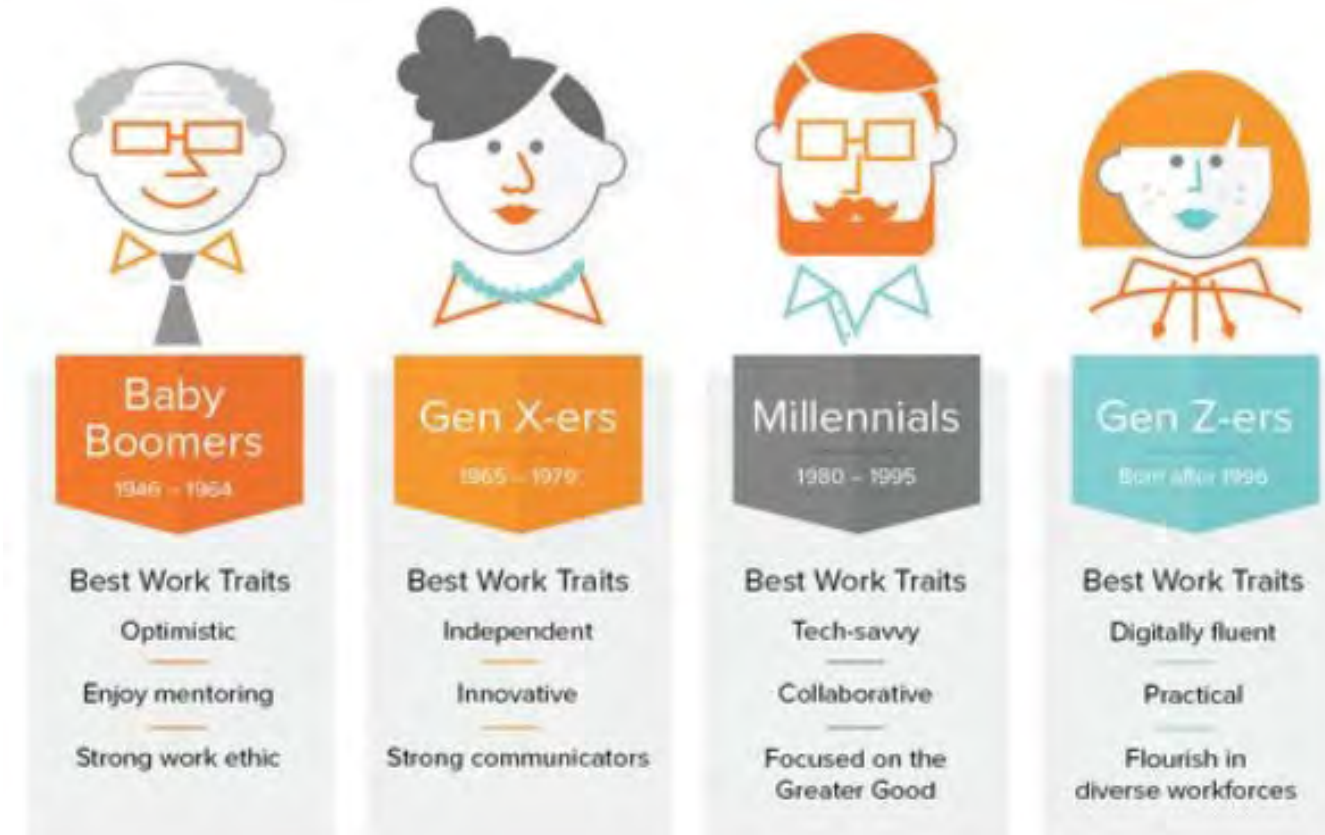 Baby
Boomers
1946 – 1964
Best Work Traits
Optimistic
Enjoy mentoring
Strong work ethic
Gen X-ers
1965 – 1979
Best Work Traits
Independent
Innovative
Strong communicators
Millennials
1980 – 1995
Best Work Traits
Tech-savvy
Collaborative
Focused on the
Greater Good
Gen Z-ers
Born after 1996
Best Work Traits
Digitally fluent
Practical
Flourish in
diverse workforces